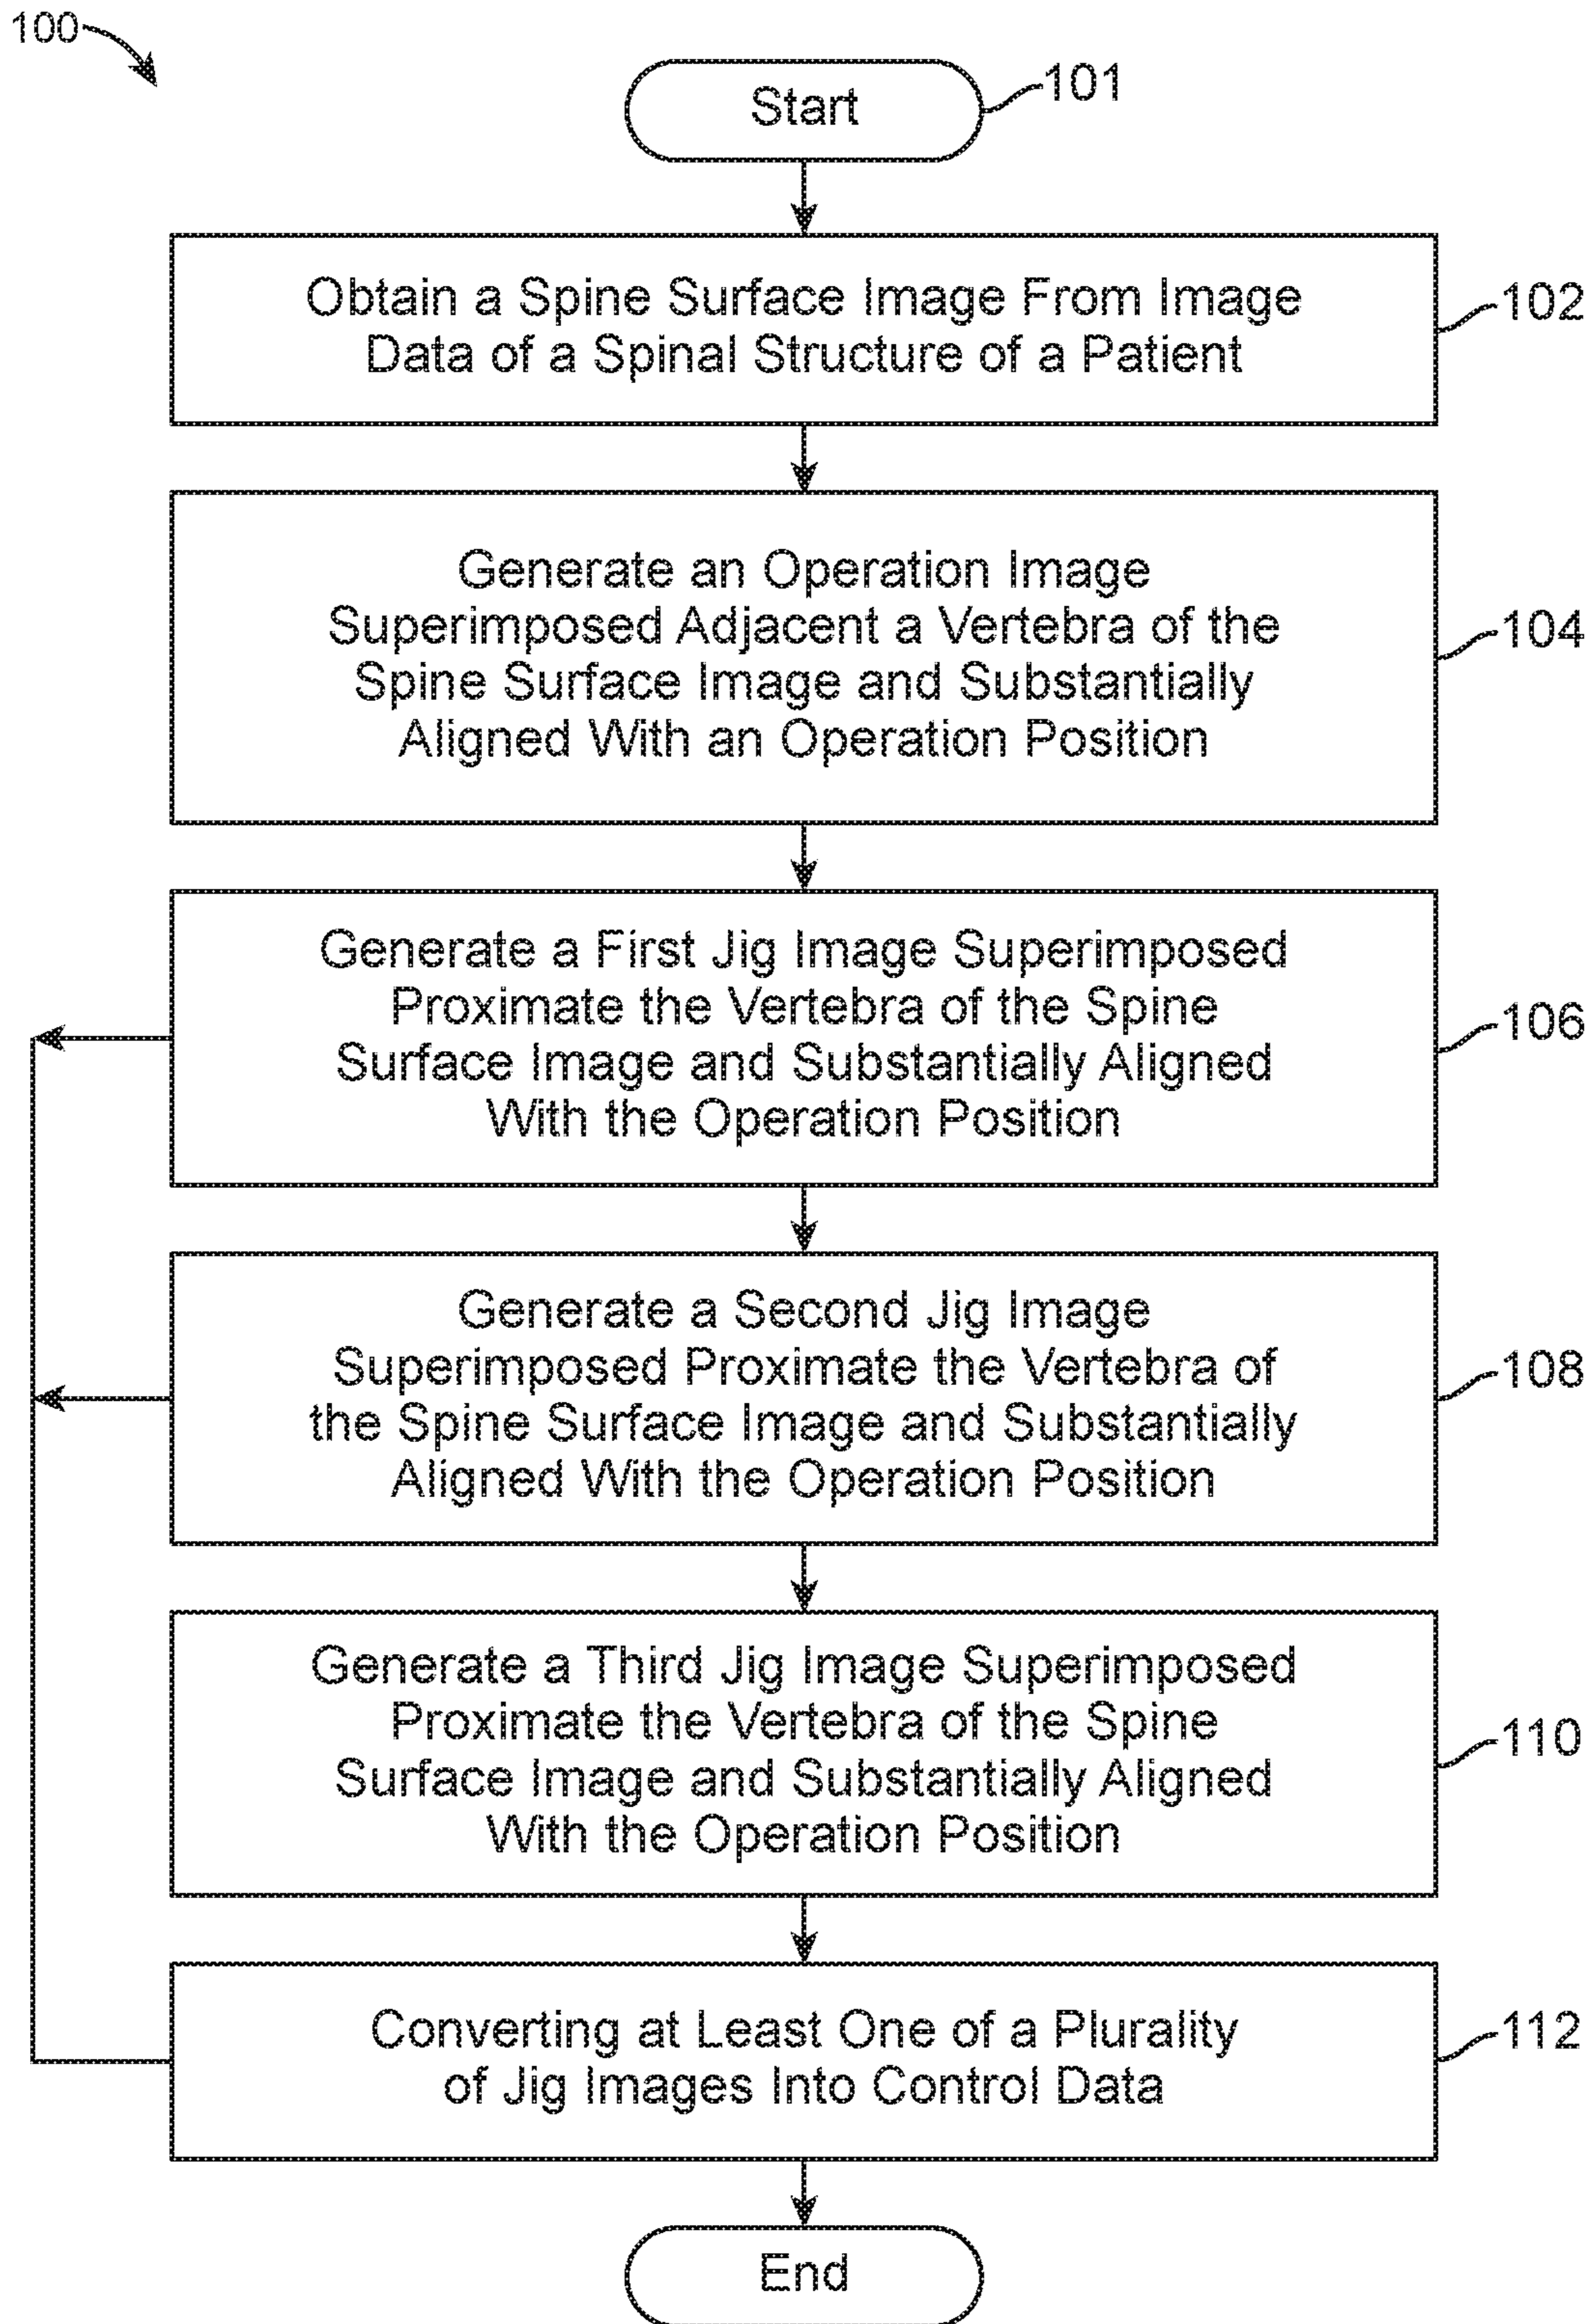 100
Start
101
Obtain a Spine Surface Image From Image
Data of a Spinal Structure of a Patient
102
Generate an Operation Image
Superimposed Adjacent a Vertebra of the
Spine Surface Image and Substantially
Aligned With an Operation Position
104
Generate a First Jig Image Superimposed
Proximate the Vertebra of the Spine
Surface Image and Substantially Aligned
With the Operation Position
106
Generate a Second Jig Image
Superimposed Proximate the Vertebra of
the Spine Surface Image and Substantially
Aligned With the Operation Position
108
Generate a Third Jig Image Superimposed
Proximate the Vertebra of the Spine
Surface Image and Substantially Aligned
With the Operation Position
110
Converting at Least One of a Plurality
of Jig Images Into Control Data
112
End